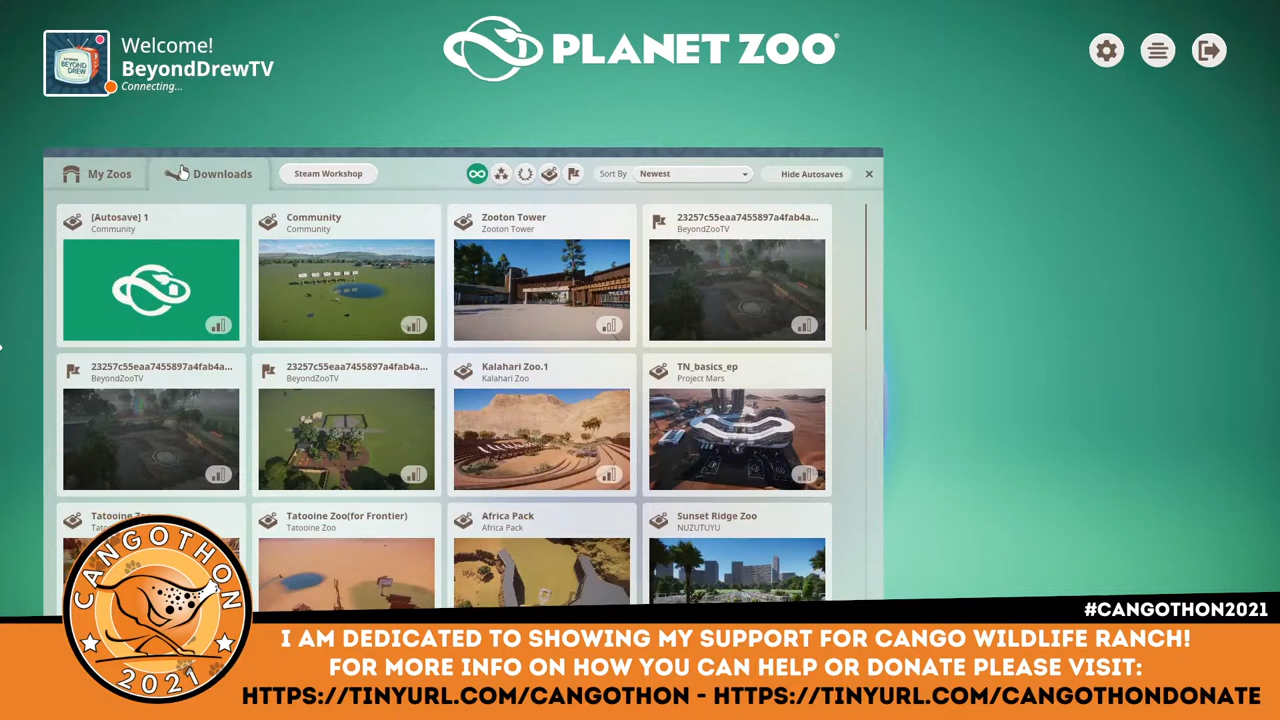 Welcome!
BeyondDrewTV
Connecting...
PLANET ZOO
My Zoos
Downloads
Steam Workshop
Sort By
Newest
Hide Autosaves
[Autosave] 1
Community
Community
Community
Zooton Tower
Zooton Tower
23257c55eaa7455897a4fab4a...
BeyondZooTV
23257c55eaa7455897a4fab4a...
BeyondZooTV
23257c55eaa7455897a4fab4a...
BeyondZooTV
Kalahari Zoo.1
Kalahari Zoo
TN_basics_ep
Project Mars
Tatooine
Tatooine Zoo(for Frontier)
Tatooine Zoo
Africa Pack
Africa Pack
Sunset Ridge Zoo
NUZUTUYU
CANGOTHON
2021
#CANGOTHON2021
I AM DEDICATED TO SHOWING MY SUPPORT FOR CANGO WILDLIFE RANCH!
FOR MORE INFO ON HOW YOU CAN HELP OR DONATE PLEASE VISIT:
HTTPS://TINYURL.COM/CANGOTHON - HTTPS://TINYURL.COM/CANGOTHONDONATE